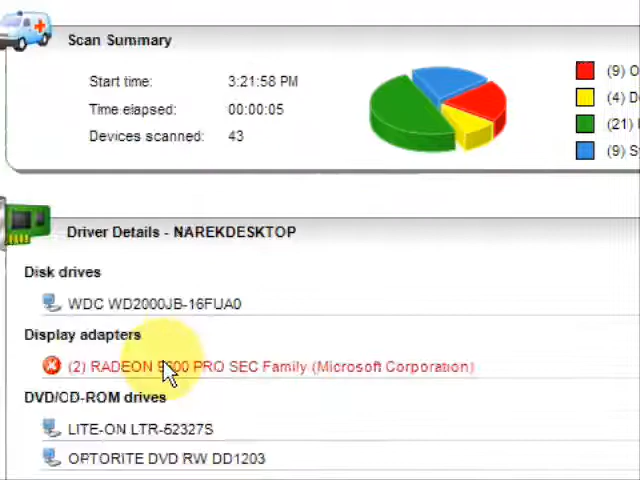 Scan Summary
Start time: 3:21:58 PM
Time elapsed: 00:00:05
Devices scanned: 43
(9) O
(4) D
(21)
(9) Sy
Driver Details - NAREKDESKTOP
Disk drives
WDC WD2000JB-16FUA0
Display adapters
(2) RADEON 9600 PRO SEC Family (Microsoft Corporation)
DVD/CD-ROM drives
LITE-ON LTR-52327S
OPTORITE DVD RW DD1203